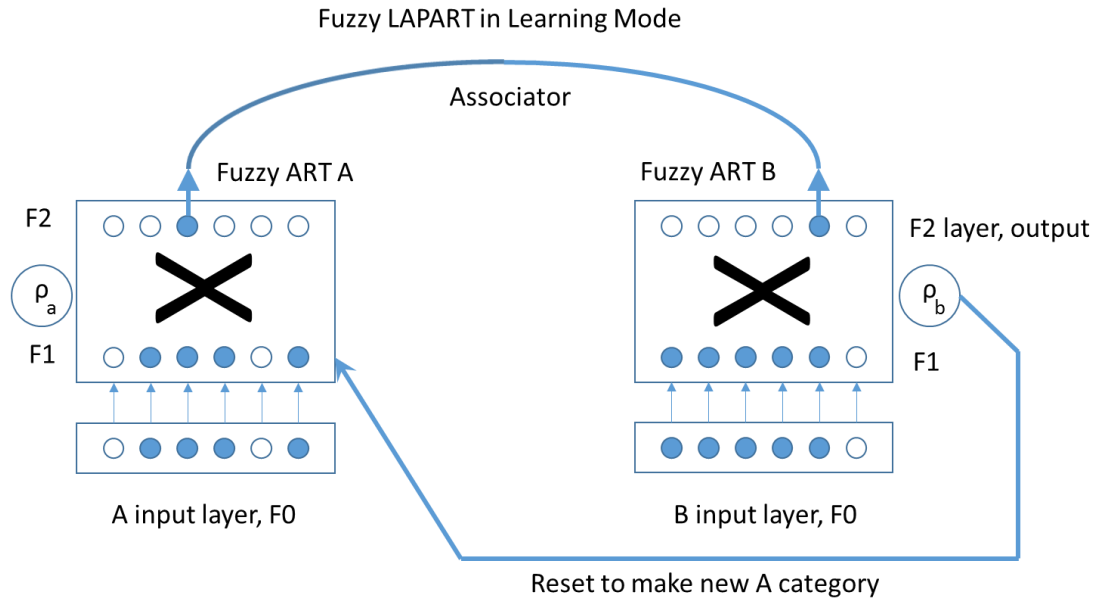 Fuzzy LAPART in Learning Mode
Associator
Fuzzy ART A
Fuzzy ART B
F2
F2 layer, output
ρa
ρb
F1
F1
A input layer, F0
B input layer, F0
Reset to make new A category